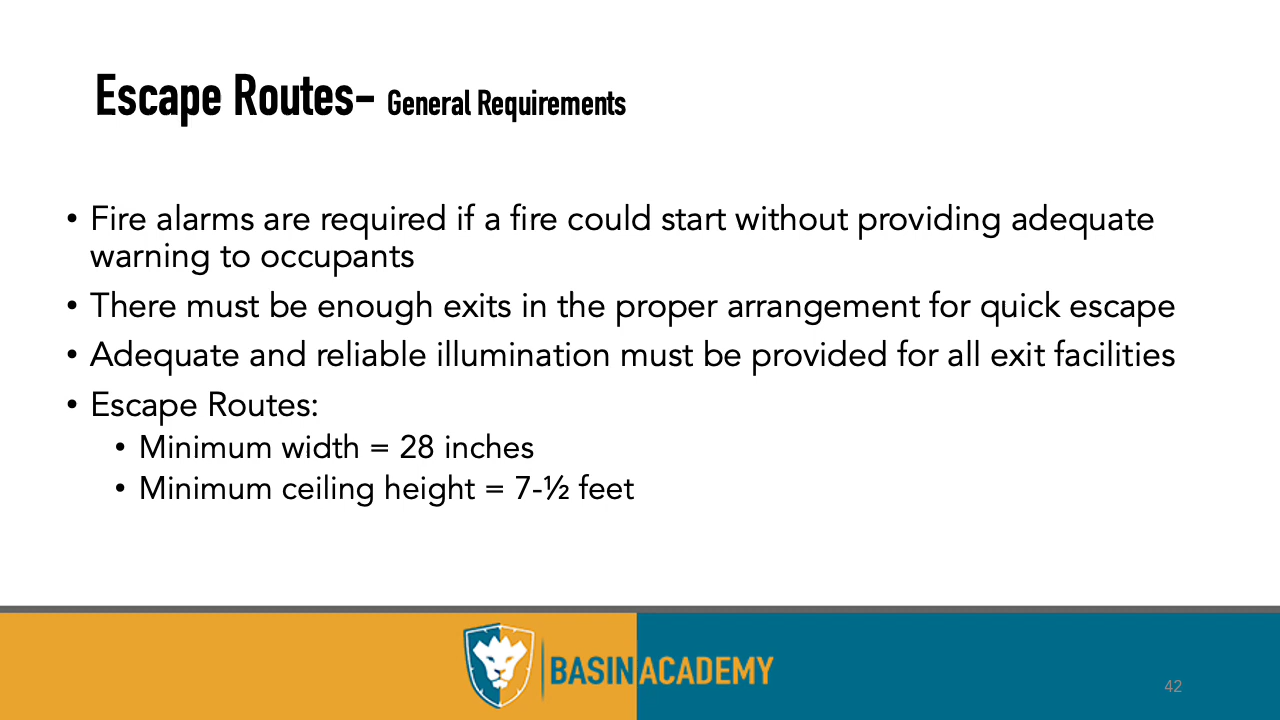 Escape Routes– General Requirements
• Fire alarms are required if a fire could start without providing adequate
warning to occupants
• There must be enough exits in the proper arrangement for quick escape
• Adequate and reliable illumination must be provided for all exit facilities
• Escape Routes:
• Minimum width = 28 inches
• Minimum ceiling height = 7-½ feet
BASIN ACADEMY
42